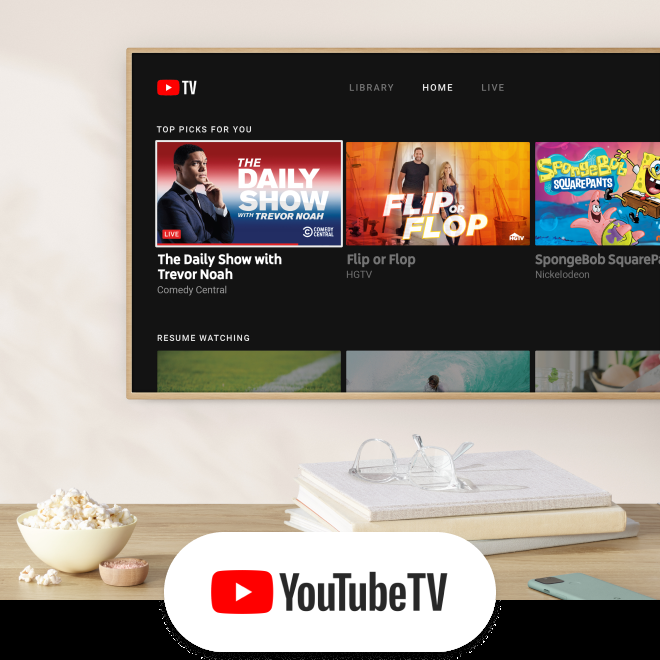 TV
LIBRARY HOME LIVE
TOP PICKS FOR YOU
THE
DAILY
SHOW
WITH TREVOR NOAH
LIVE
COMEDY
CENTRAL
FLIP OR
FLOP
HGTV
SpongeBob
SQUAREPANTS
The Daily Show with
Trevor Noah
Comedy Central
Flip or Flop
HGTV
SpongeBob SquarePa
Nickelodeon
RESUME WATCHING
YouTubeTV